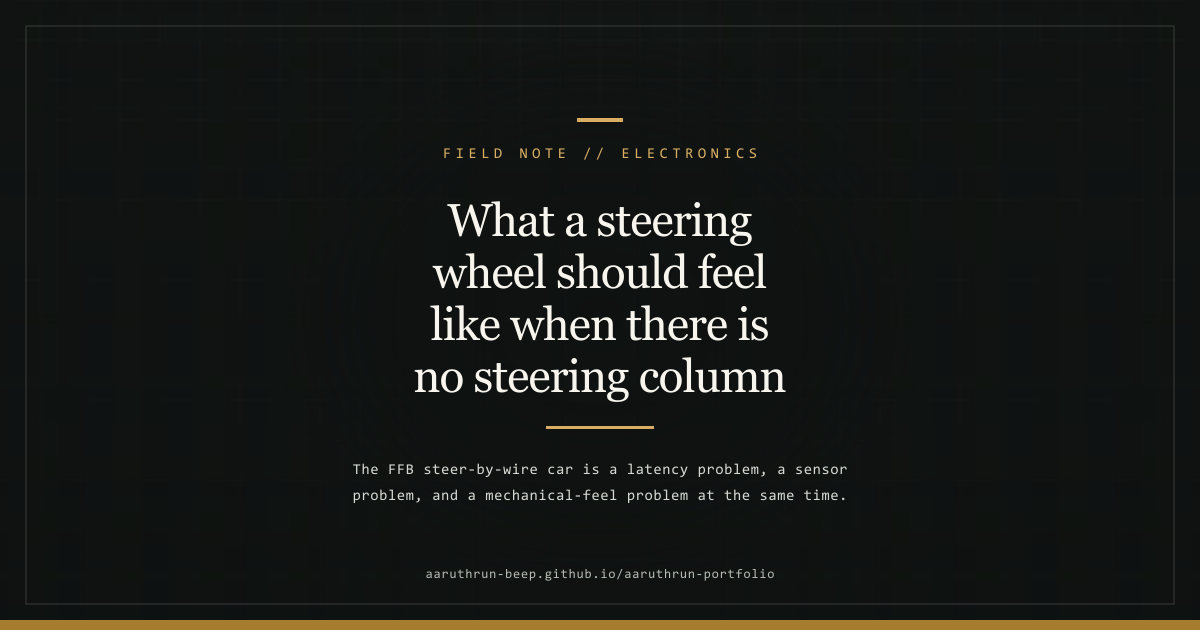 FIELD NOTE // ELECTRONICS
What a steering
wheel should feel
like when there is
no steering column
The FFB steer-by-wire car is a latency problem, a sensor
problem, and a mechanical-feel problem at the same time.
aaruthrun-beep.github.io/aaruthrun-portfolio